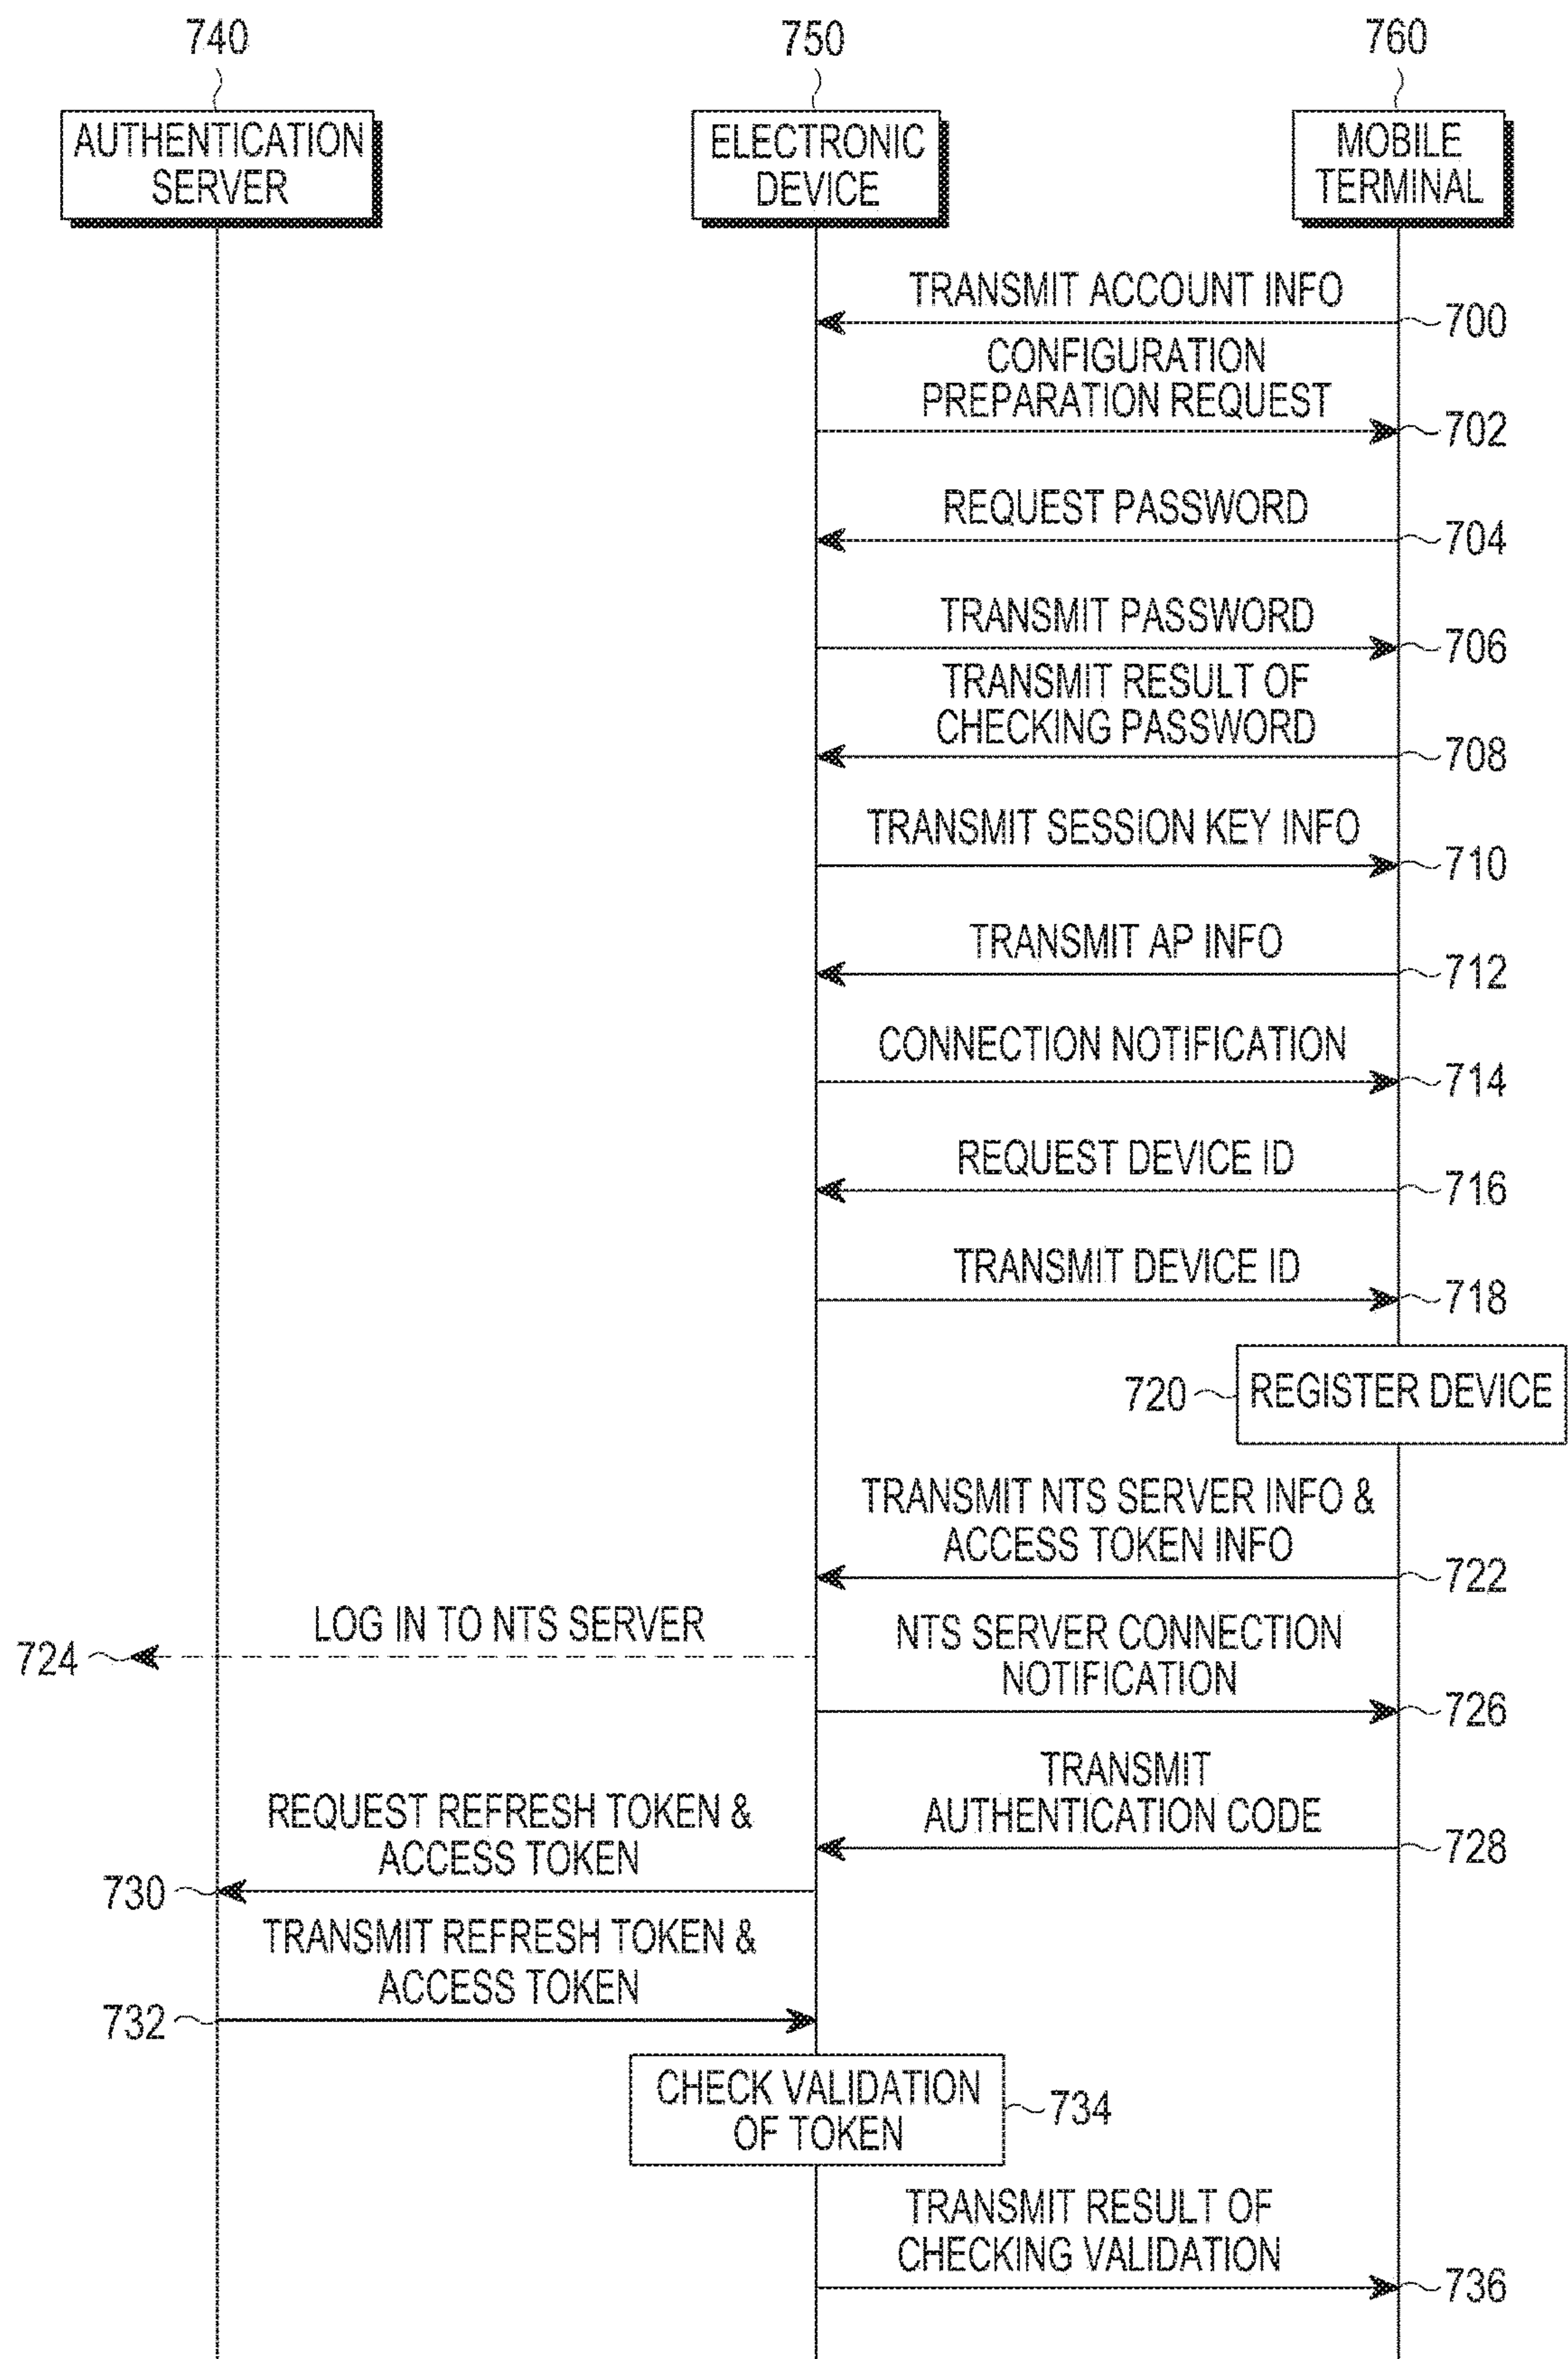 740
750
760
AUTHENTICATION
SERVER
ELECTRONIC
DEVICE
MOBILE
TERMINAL
TRANSMIT ACCOUNT INFO
700
CONFIGURATION
PREPARATION REQUEST
702
REQUEST PASSWORD
704
TRANSMIT PASSWORD
706
TRANSMIT RESULT OF
CHECKING PASSWORD
708
TRANSMIT SESSION KEY INFO
710
TRANSMIT AP INFO
712
CONNECTION NOTIFICATION
714
REQUEST DEVICE ID
716
TRANSMIT DEVICE ID
718
720
REGISTER DEVICE
TRANSMIT NTS SERVER INFO &
ACCESS TOKEN INFO
722
LOG IN TO NTS SERVER
724
NTS SERVER CONNECTION
NOTIFICATION
726
TRANSMIT
AUTHENTICATION CODE
728
REQUEST REFRESH TOKEN &
ACCESS TOKEN
730
TRANSMIT REFRESH TOKEN &
ACCESS TOKEN
732
CHECK VALIDATION
OF TOKEN
734
TRANSMIT RESULT OF
CHECKING VALIDATION
736